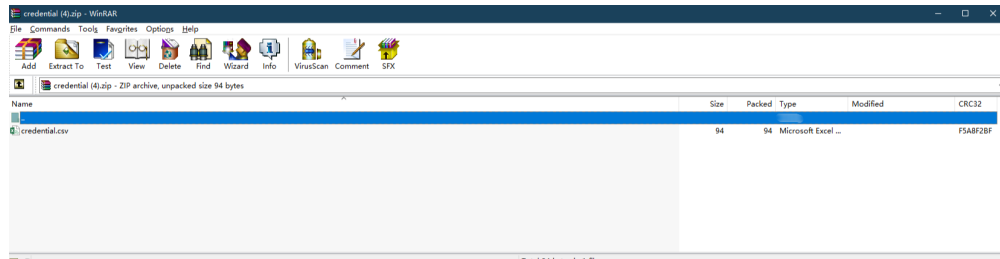 credential (4).zip - WinRAR
File Commands Tools Favorites Options Help
Add Extract To Test View Delete Find Wizard Info VirusScan Comment SFX
credential (4).zip - ZIP archive, unpacked size 94 bytes
Name Size Packed Type Modified CRC32
..
credential.csv 94 94 Microsoft Excel ... F5A8F2BF